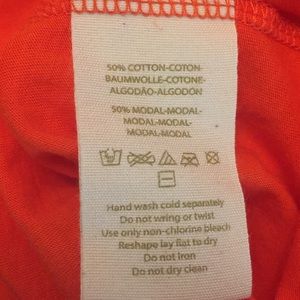 50% COTTON-COTON-
BAUMWOLLE-COTONE-
ALGODÃO-ALGODÓN
50% MODAL-MODAL-
MODAL-MODAL-MODAL-
MODAL-MODAL
Hand wash cold separately
Do not wring or twist
Use only non-chlorine bleach
Reshape lay flat to dry
Do not iron
Do not dry clean